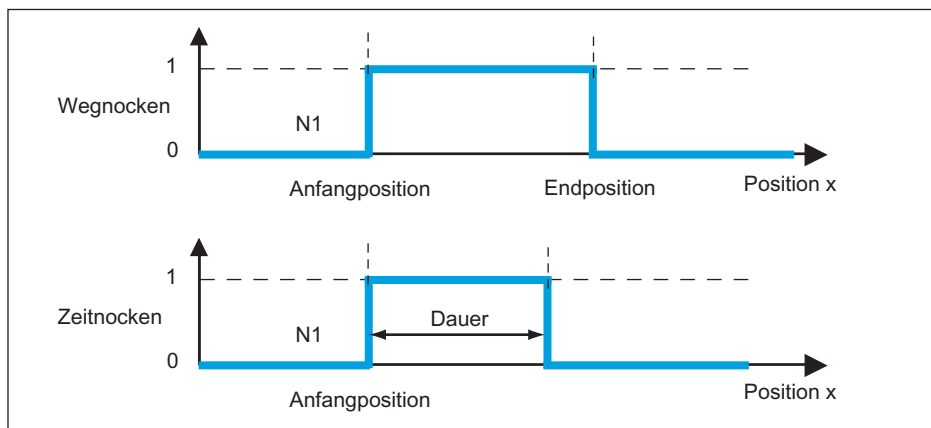 1
Wegnocken
N1
0
Anfangposition
Endposition
Position x
1
Zeitnocken
N1
Dauer
0
Anfangposition
Position x